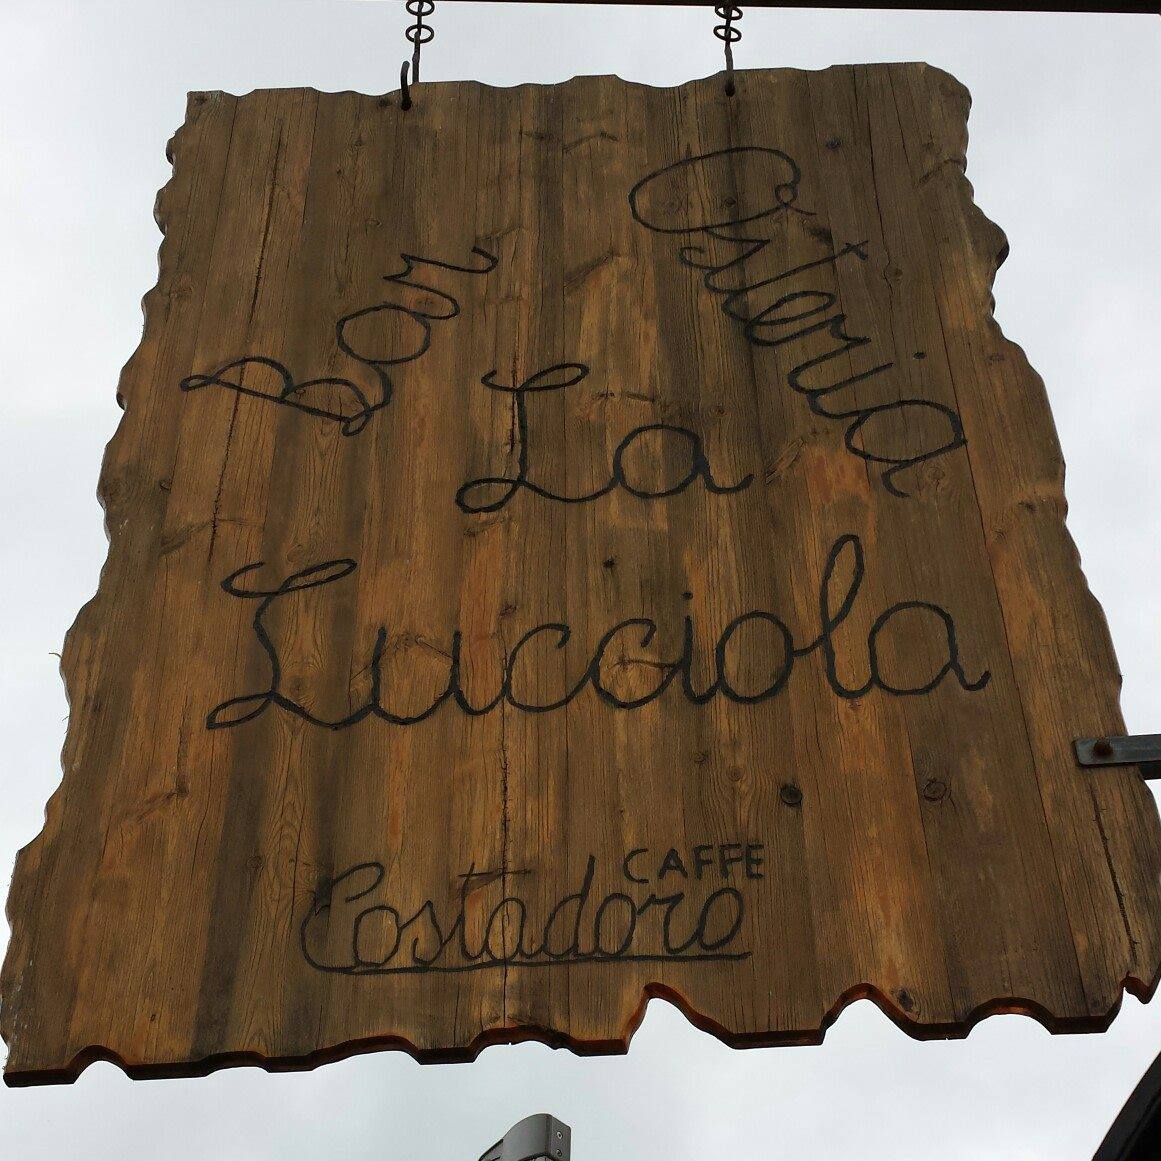 Bar
Osteria
La
Lucciola
CAFFE
Costadoro